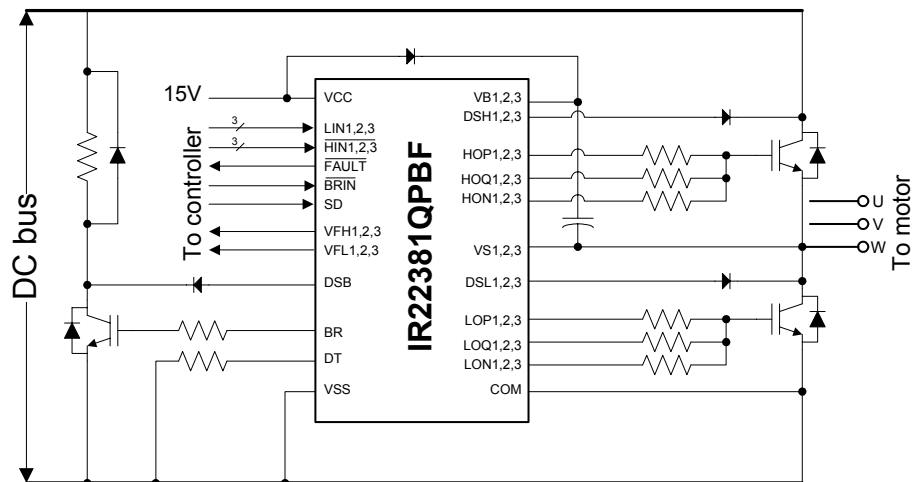 DC bus
15V
To controller
3
3
VCC
LIN1,2,3
HIN1,2,3
FAULT
BRIN
SD
VFH1,2,3
VFL1,2,3
DSB
BR
DT
VSS
IR22381QPBF
VB1,2,3
DSH1,2,3
HOP1,2,3
HOQ1,2,3
HON1,2,3
VS1,2,3
DSL1,2,3
LOP1,2,3
LOQ1,2,3
LON1,2,3
COM
U
V
W
To motor